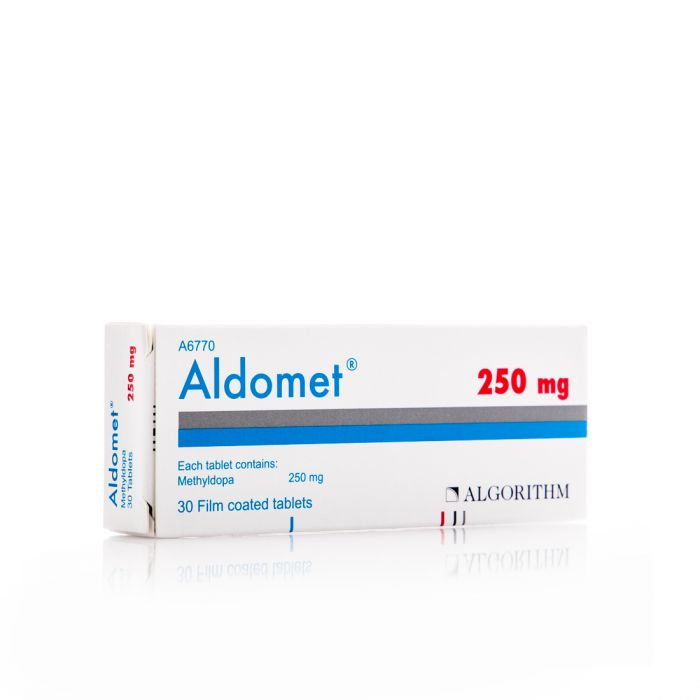 A6770
Aldomet®
250 mg
Each tablet contains:
Methyldopa 250 mg
30 Film coated tablets
ALGORITHM
Aldomet® 250 mg
Methyldopa
30 Tablets